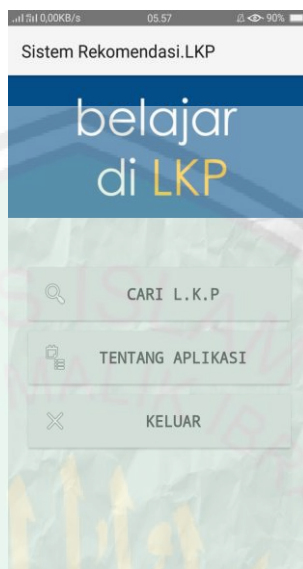 0,00KB/s 05.57 90%
Sistem Rekomendasi.LKP
belajar
di LKP
CARI L.K.P
TENTANG APLIKASI
KELUAR